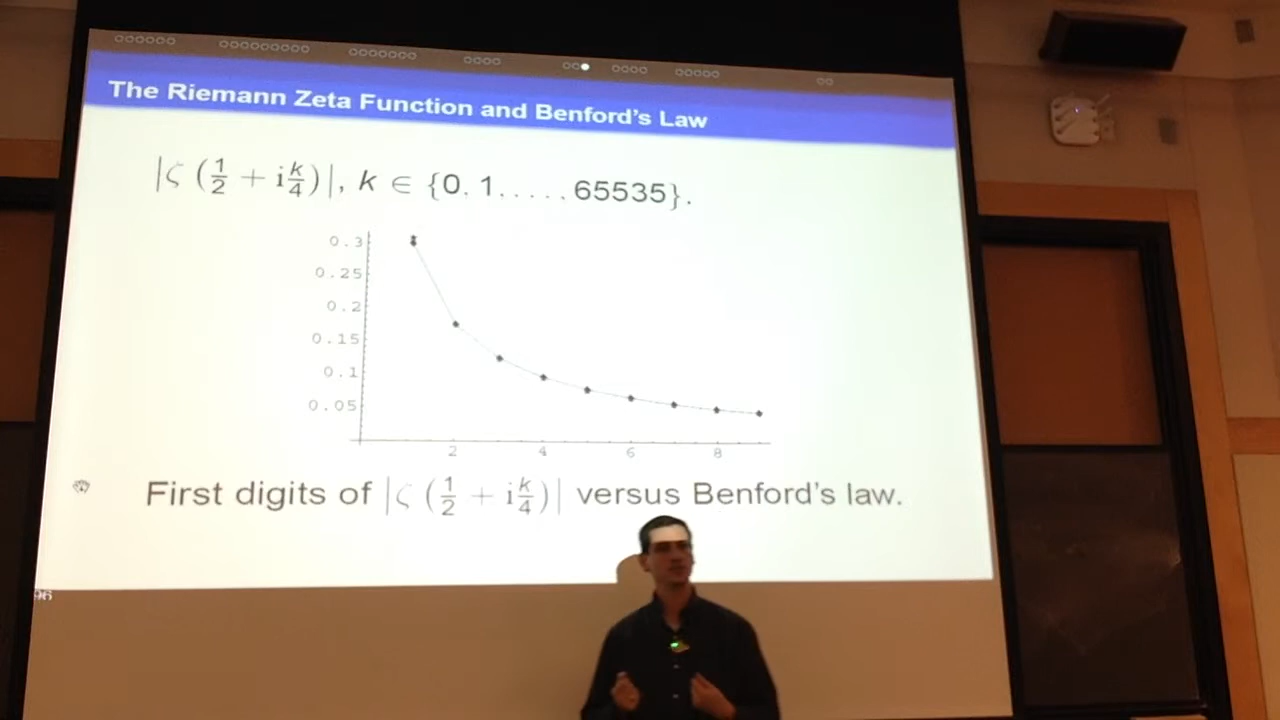 The Riemann Zeta Function and Benford's Law
|ζ (1/2 + i k/4)|, k ∈ {0, 1, . . . , 65535}.
0.3
0.25
0.2
0.15
0.1
0.05
2 4 6 8
First digits of |ζ (1/2 + i k/4)| versus Benford's law.
96